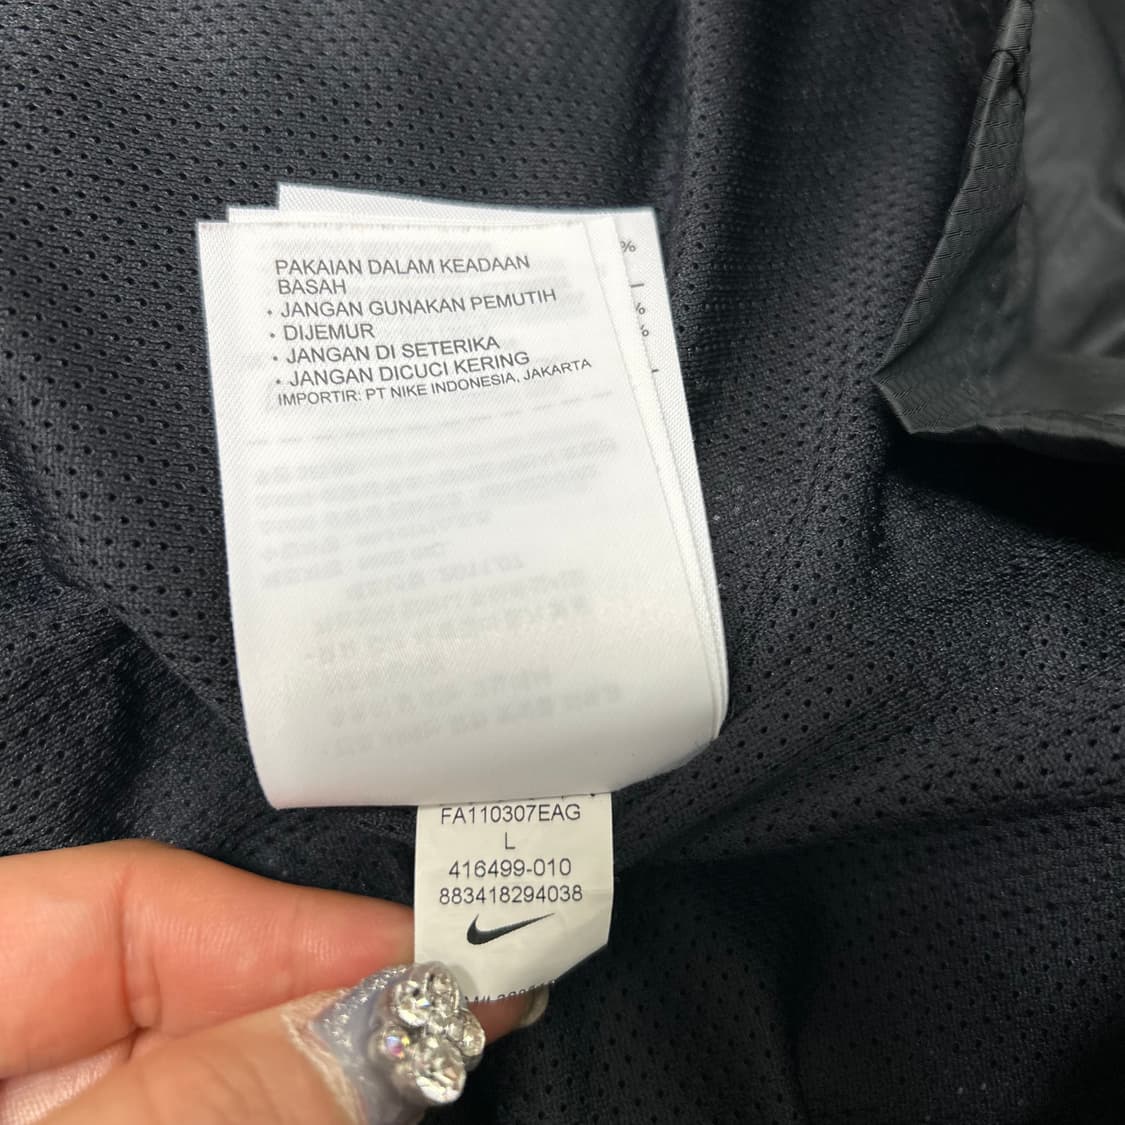 PAKAIAN DALAM KEADAAN
BASAH
• JANGAN GUNAKAN PEMUTIH
• DIJEMUR
• JANGAN DI SETERIKA
• JANGAN DICUCI KERING
IMPORTIR: PT NIKE INDONESIA, JAKARTA
%
%
%
FA110307EAG
L
416499-010
883418294038